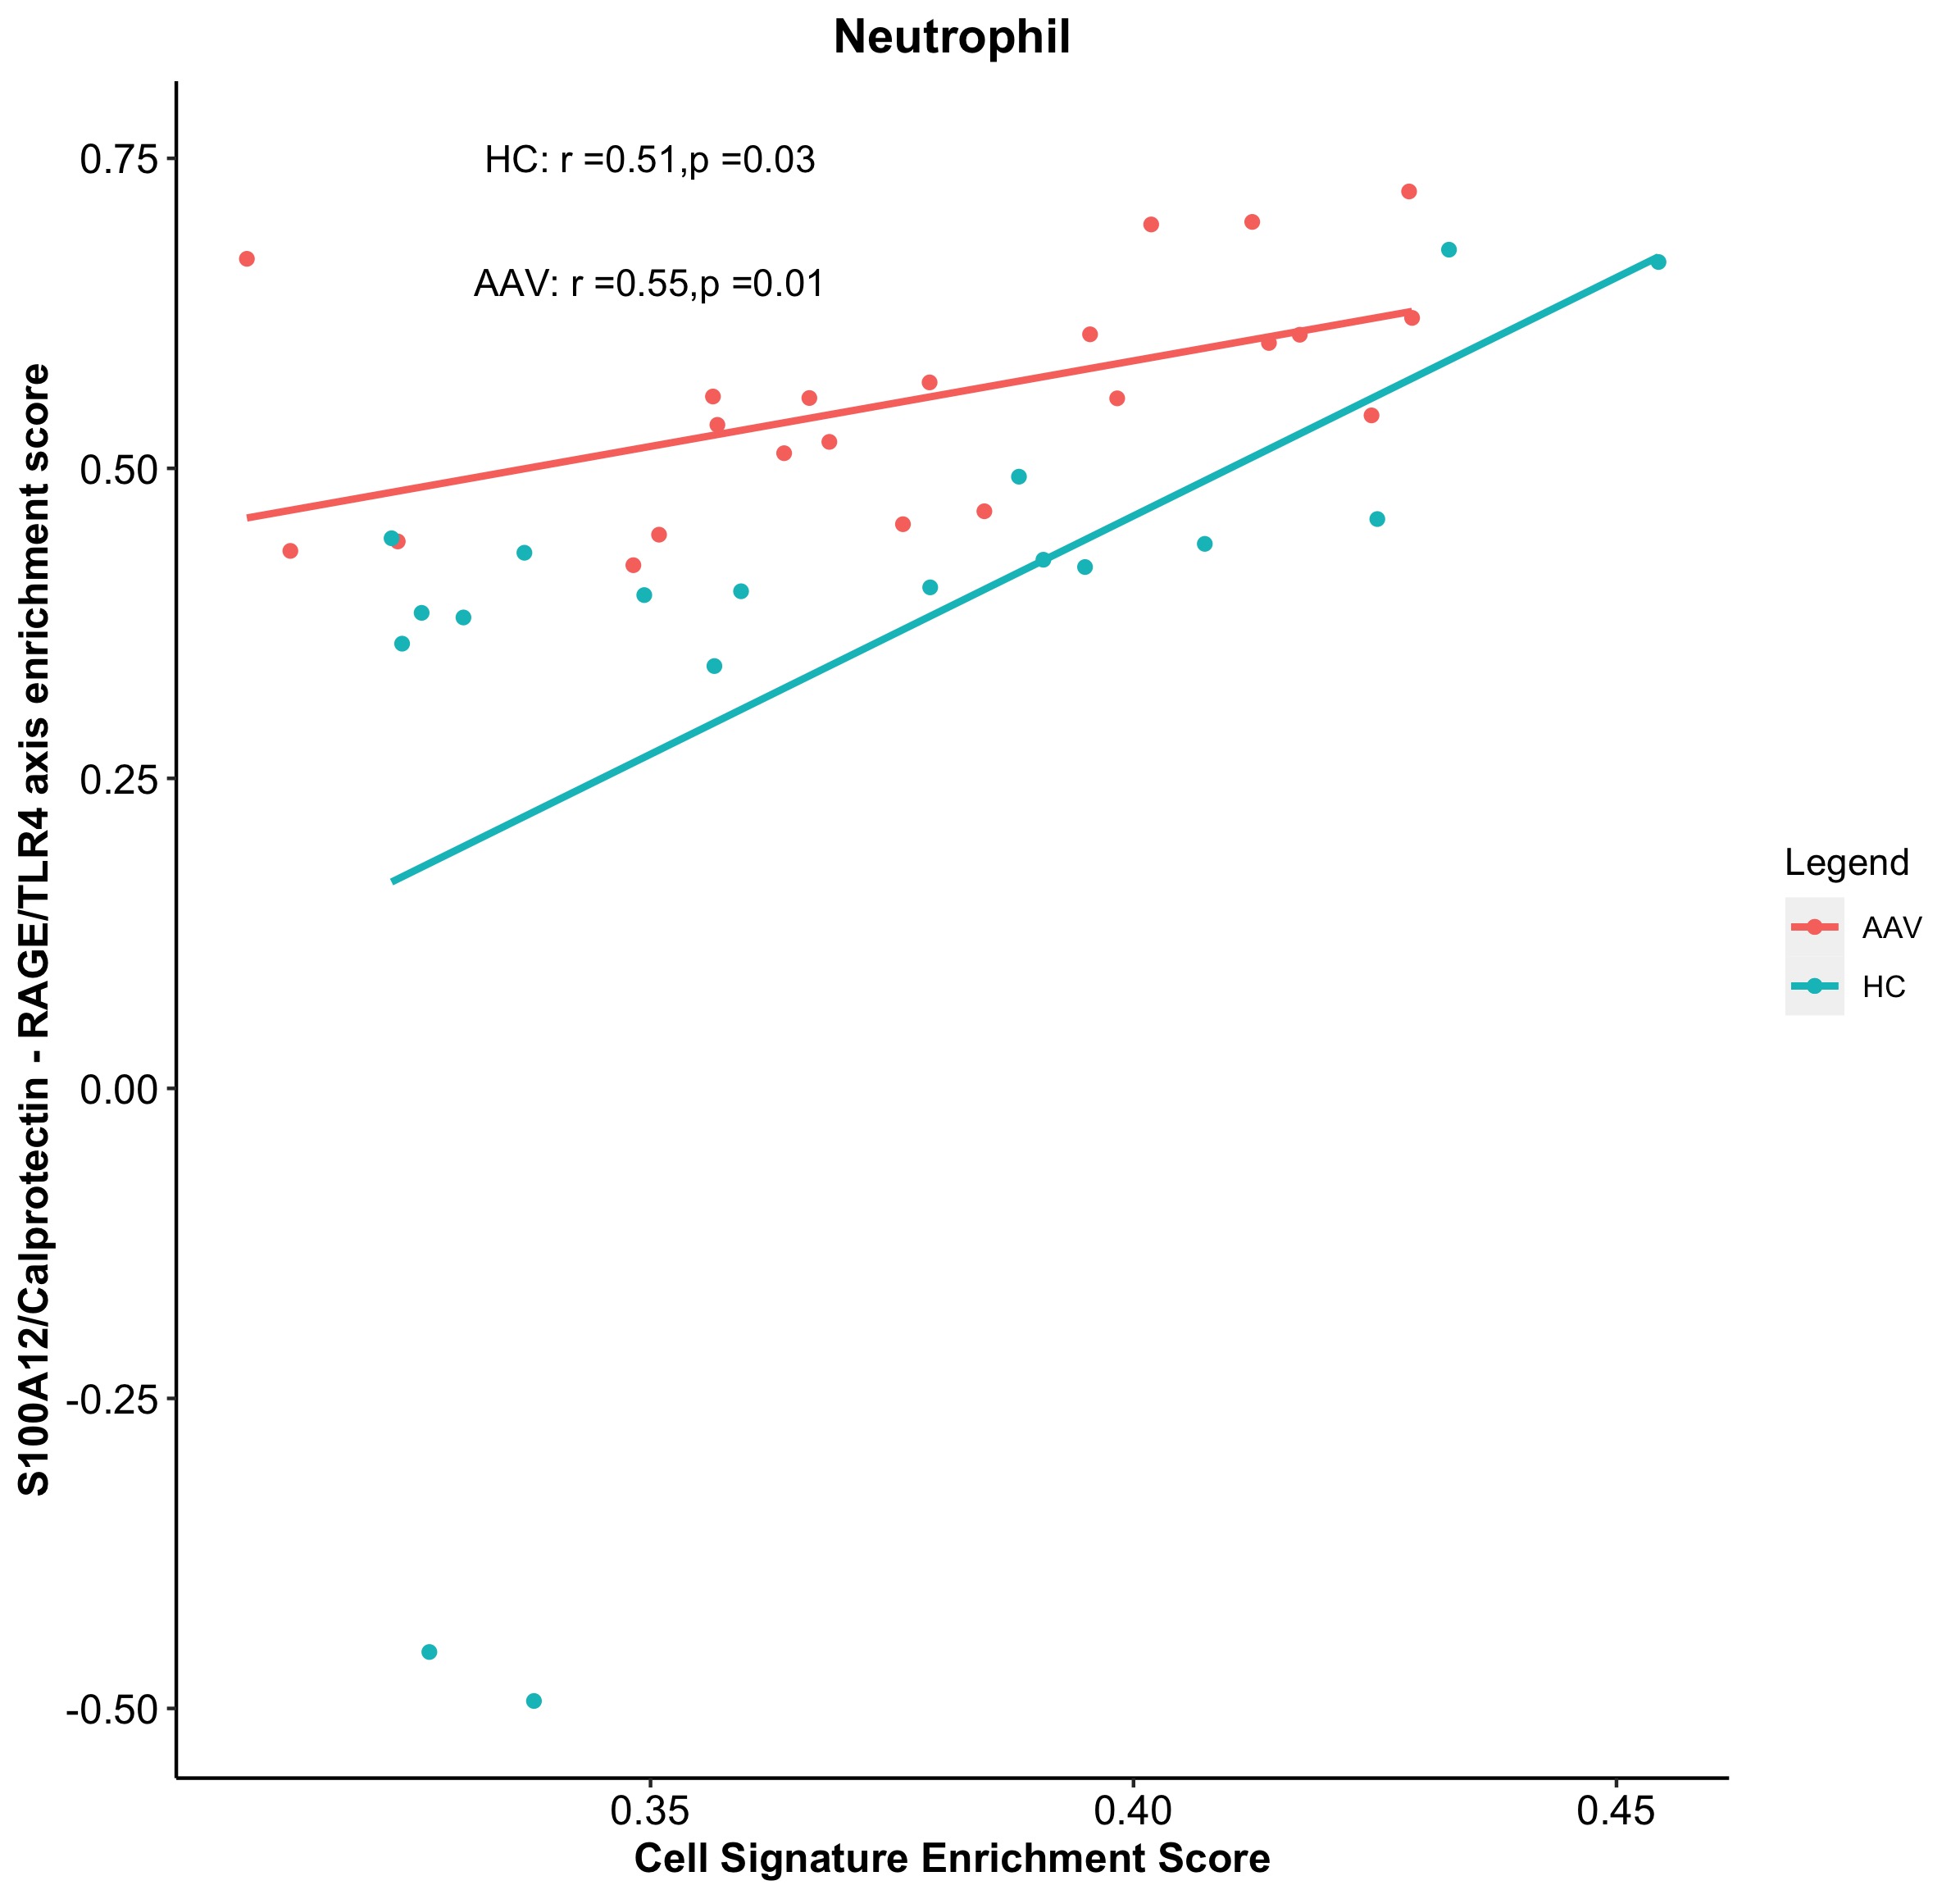 Neutrophil
S100A12/Calprotectin - RAGE/TLR4 axis enrichment score
0.75
0.50
0.25
0.00
-0.25
-0.50
HC: r =0.51,p =0.03
AAV: r =0.55,p =0.01
0.35
0.40
0.45
Cell Signature Enrichment Score
Legend
AAV
HC